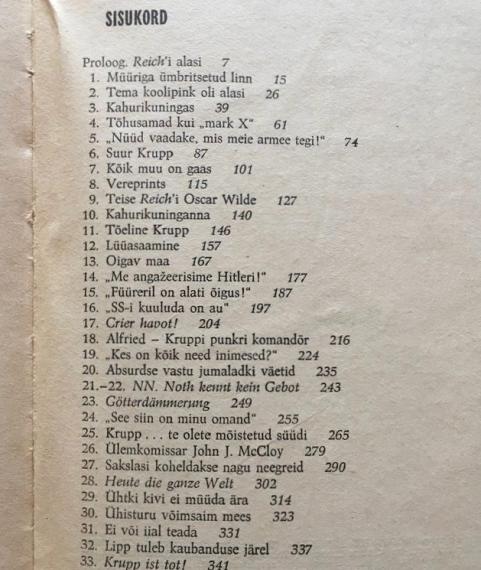 SISUKORD
Proloog. Reich'i alasi 7
1. Müüriga ümbritsetud linn 15
2. Tema koolipink oli alasi 26
3. Kahurikuningas 39
4. Tõhusamad kui „mark X“ 61
5. „Nüüd vaadake, mis meie armee tegi!“ 74
6. Suur Krupp 87
7. Kõik muu on gaas 101
8. Vereprints 115
9. Teise Reich'i Oscar Wilde 127
10. Kahurikuninganna 140
11. Tõeline Krupp 146
12. Lüüasaamine 157
13. Oigav maa 167
14. „Me angažeerisime Hitleri!“ 177
15. „Füüreril on alati õigus!“ 187
16. „SS-i kuuluda on au“ 197
17. Crier havot! 204
18. Alfried – Kruppi punkri komandör 216
19. „Kes on kõik need inimesed?“ 224
20. Absurdse vastu jumaladki väetid 235
21.–22. NN. Noth kennt kein Gebot 243
23. Götterdämmerung 249
24. „See siin on minu omand“ 255
25. Krupp . . . te olete mõistetud süüdi 265
26. Ülemkomissar John J. McCloy 279
27. Sakslasi koheldakse nagu neegreid 290
28. Heute die ganze Welt 302
29. Ühtki kivi ei müüda ära 314
30. Ühisturu võimsaim mees 323
31. Ei või iial teada 331
32. Lipp tuleb kaubanduse järel 337
33. Krupp ist tot! 341